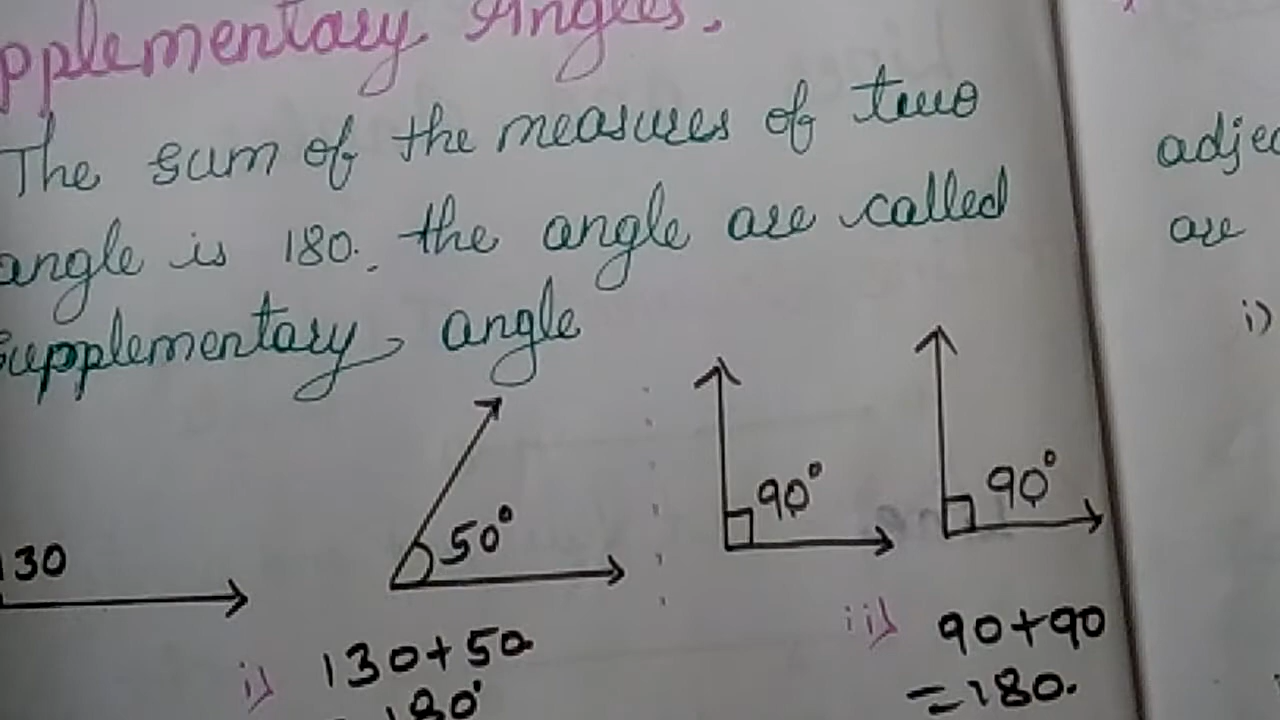 pplementary Angles.
The sum of the measures of two
angle is 180. the angle are called
Supplementary angle
130
50°
90°
90°
i) 130+50
= 180°
ii) 90+90
=180.
adjec
are
i)